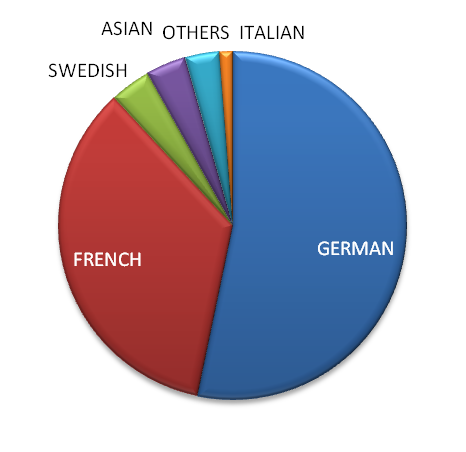 ASIAN
OTHERS
ITALIAN
SWEDISH
GERMAN
FRENCH